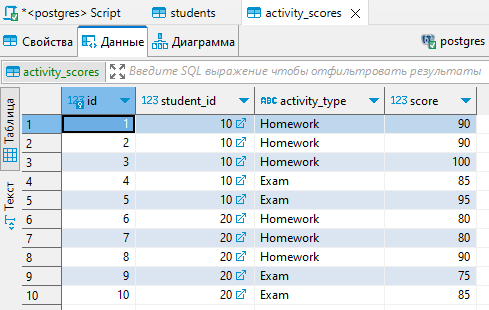 *<postgres> Script students activity_scores
Свойства Данные Диаграмма postgres
activity_scores Введите SQL выражение чтобы отфильтровать результаты
Таблица
Текст
123 id 123 student_id ABC activity_type 123 score
1 1 10 Homework 90
2 2 10 Homework 90
3 3 10 Homework 100
4 4 10 Exam 85
5 5 10 Exam 95
6 6 20 Homework 80
7 7 20 Homework 80
8 8 20 Homework 90
9 9 20 Exam 75
10 10 20 Exam 85